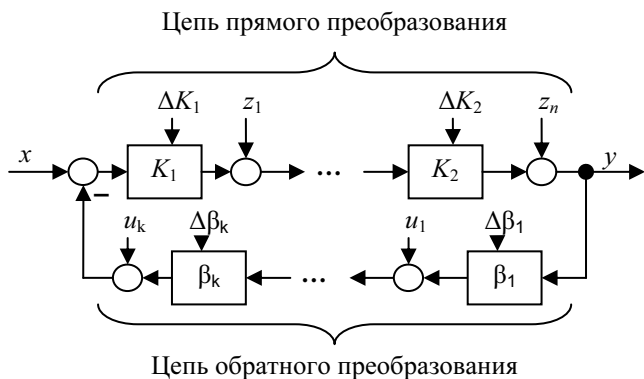 Цепь прямого преобразования
ΔK₁ z₁ ΔK₂ zₙ
x K₁ ... K₂ y
−
uₖ Δβₖ u₁ Δβ₁
βₖ ... β₁
Цепь обратного преобразования